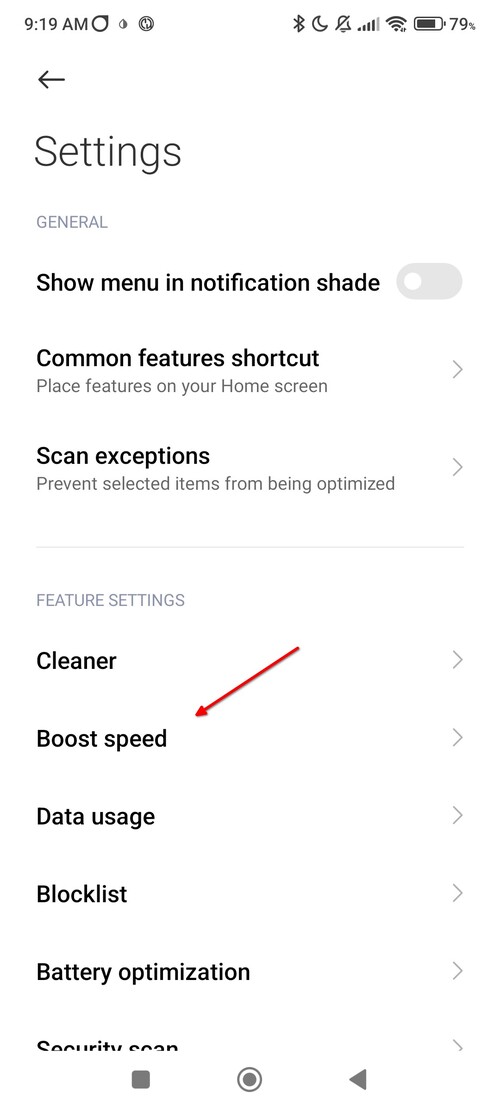 9:19 AM
79%
Settings
GENERAL
Show menu in notification shade
Common features shortcut
Place features on your Home screen
Scan exceptions
Prevent selected items from being optimized
FEATURE SETTINGS
Cleaner
Boost speed
Data usage
Blocklist
Battery optimization
Security scan